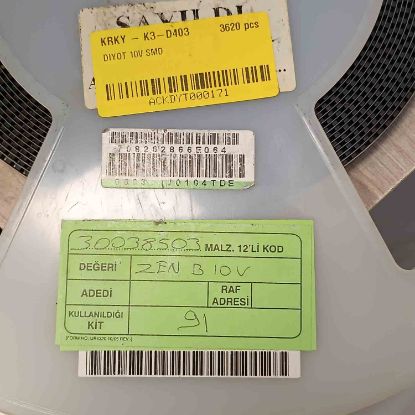 SAYILDI
KRKY - K3-D403 3620 pcs
DIYOT 10V SMD
ACKDYT000171
30038503 MALZ. 12'Lİ KOD
DEĞERİ ZEN B 10V
ADEDİ RAF ADRESİ
KULLANILDIĞI KİT 91